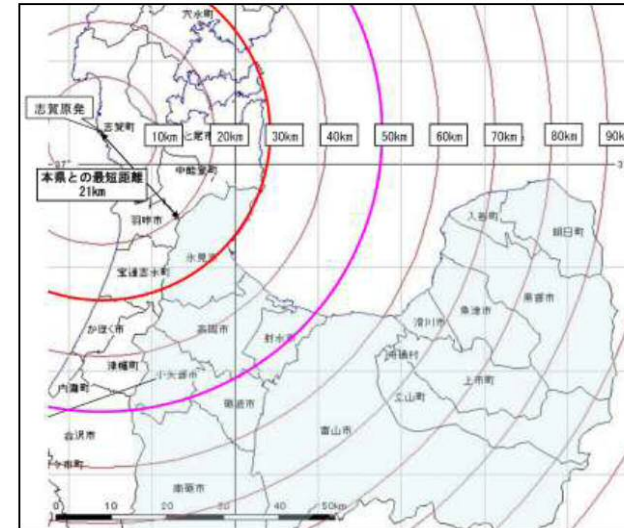 穴水町
志賀原発
志賀町
七尾市
10km
20km
30km
40km
50km
60km
70km
80km
90k
37°
中能登町
本県との最短距離
21km
羽咋市
入善町
朝日町
氷見市
宝達志水町
黒部市
魚津市
かほく市
高岡市
射水市
滑川市
舟橋村
津幡町
小矢部市
上市町
内灘町
砺波市
立山町
金沢市
富山市
南砺市
0
10
20
30
50km